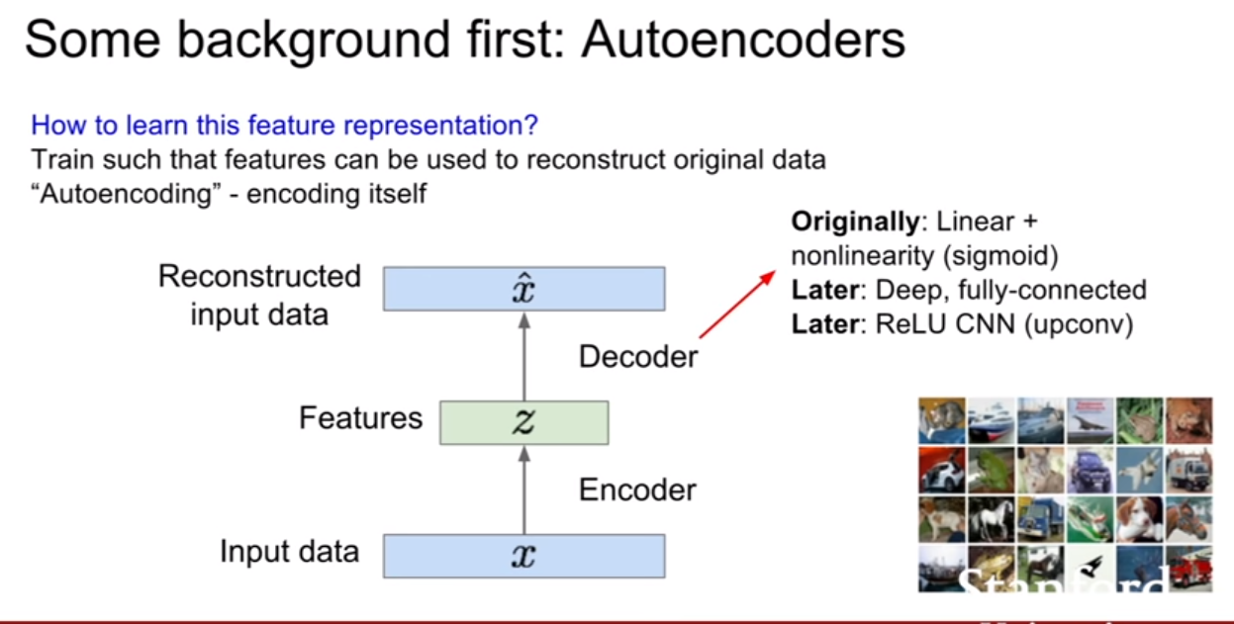 Some background first: Autoencoders
How to learn this feature representation?
Train such that features can be used to reconstruct original data
“Autoencoding” - encoding itself
Originally: Linear +
nonlinearity (sigmoid)
Later: Deep, fully-connected
Later: ReLU CNN (upconv)
Reconstructed
input data
x̂
Decoder
Features
z
Encoder
Input data
x
Stanford